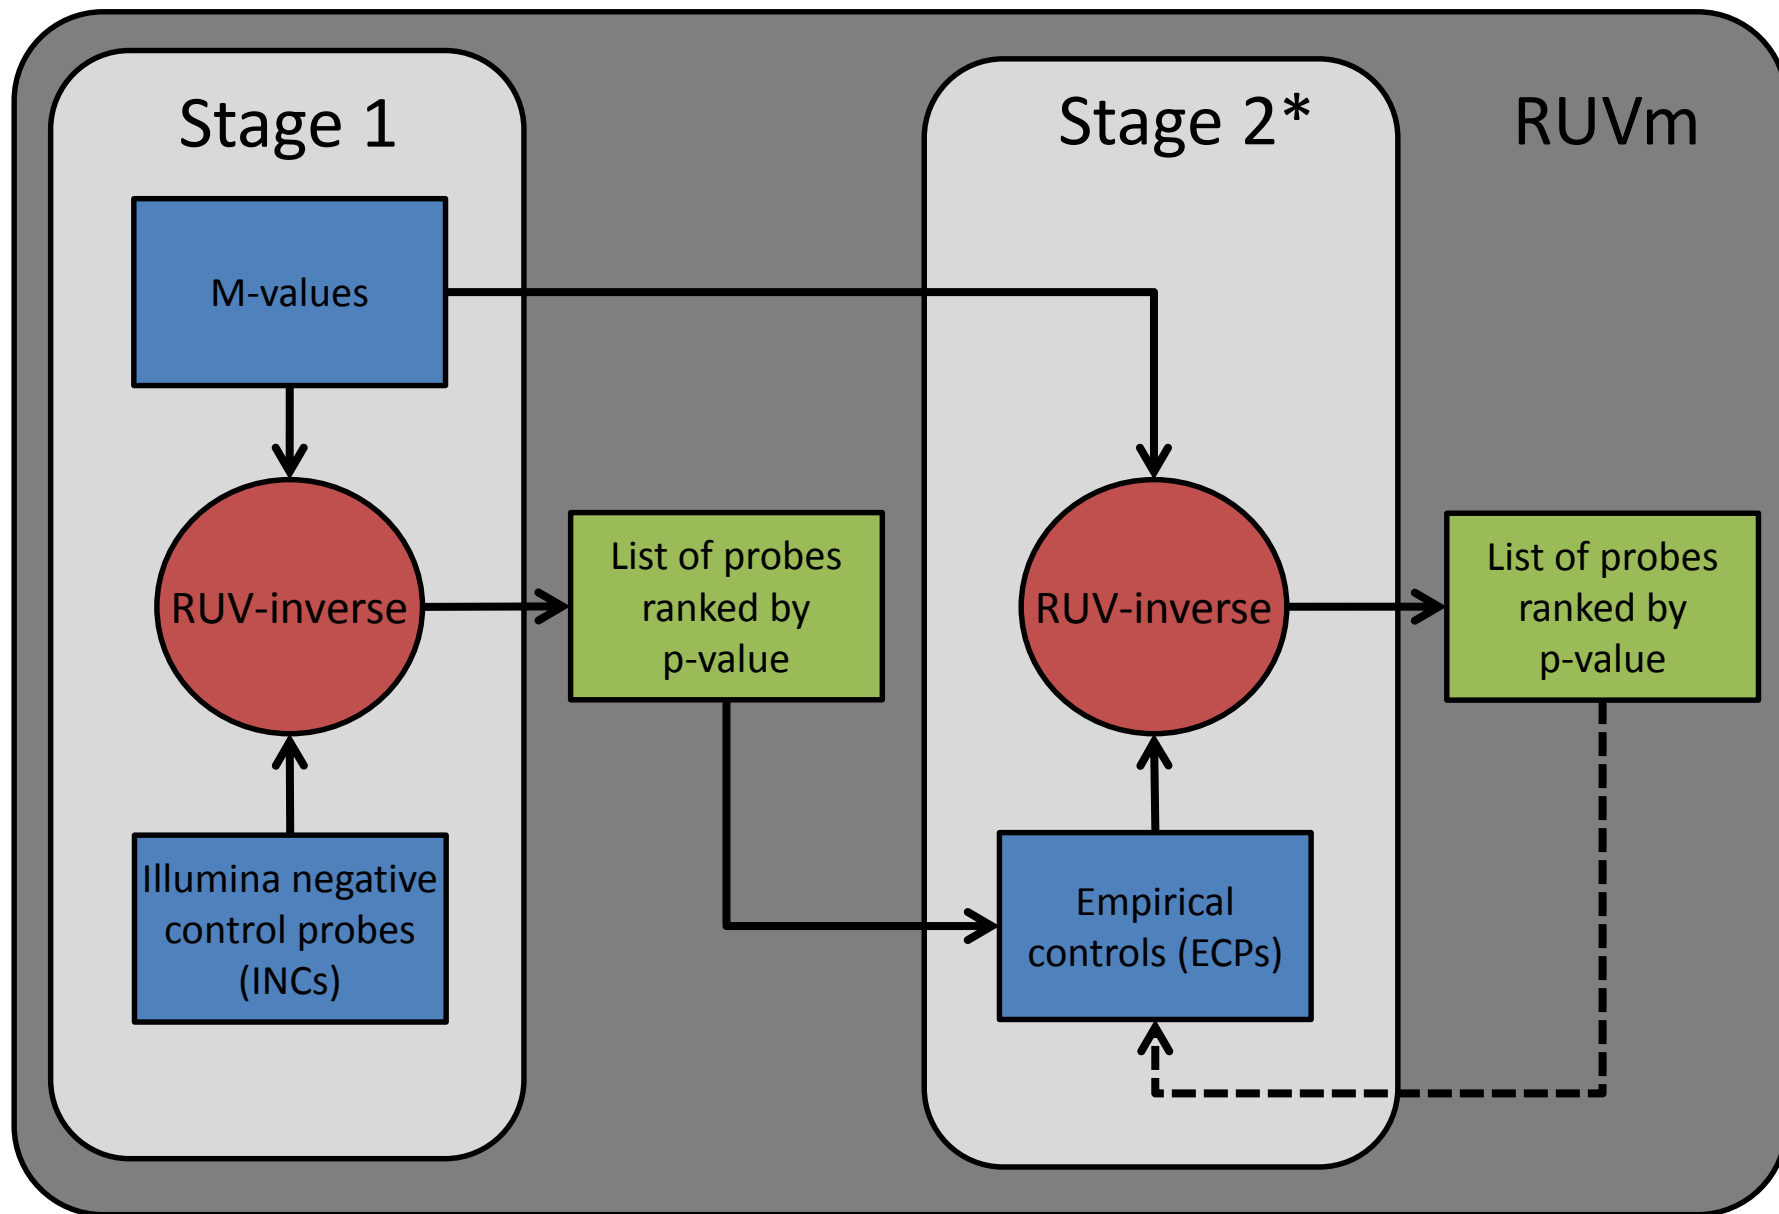 Stage 1
Stage 2*
RUVm
M-values
RUV-inverse
List of probes
ranked by
p-value
RUV-inverse
List of probes
ranked by
p-value
Illumina negative
control probes
(INCs)
Empirical
controls (ECPs)